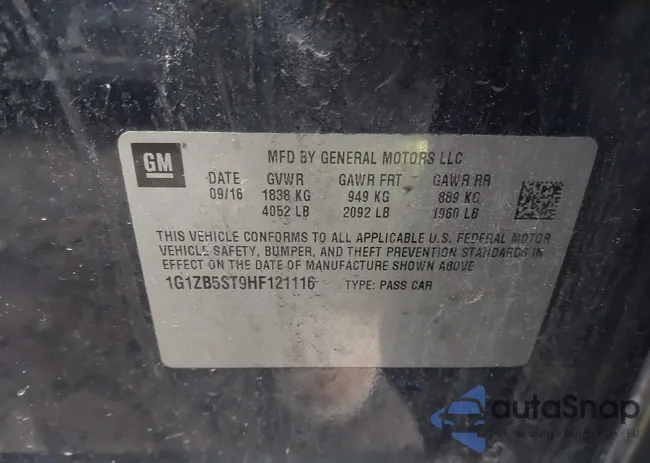 GM
MFD BY GENERAL MOTORS LLC
DATE GVWR GAWR FRT GAWR RR
09/16 1838 KG 949 KG 889 KG
4052 LB 2092 LB 1960 LB
THIS VEHICLE CONFORMS TO ALL APPLICABLE U.S. FEDERAL MOTOR
VEHICLE SAFETY, BUMPER, AND THEFT PREVENTION STANDARDS IN
EFFECT ON THE DATE OF MANUFACTURE SHOWN ABOVE
1G1ZB5ST9HF121116 TYPE: PASS CAR
autaSnap